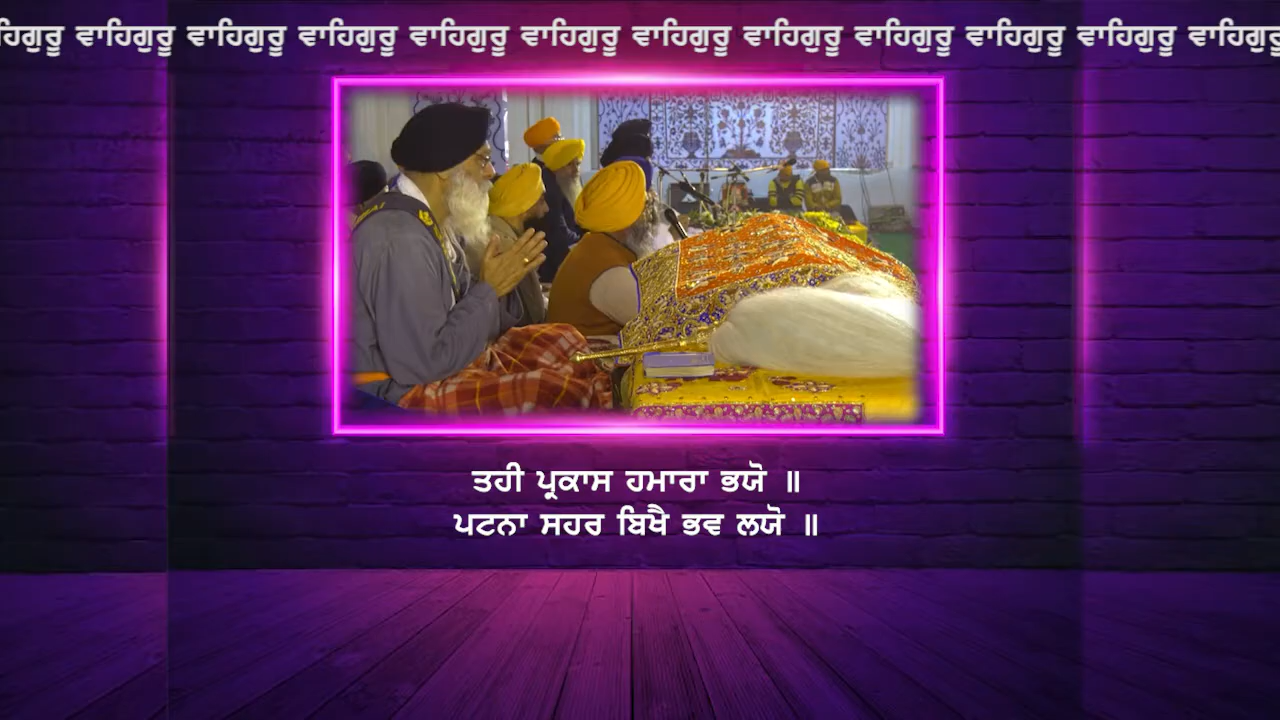 ਹਿਗੁਰੂ ਵਾਹਿਗੁਰੂ ਵਾਹਿਗੁਰੂ ਵਾਹਿਗੁਰੂ ਵਾਹਿਗੁਰੂ ਵਾਹਿਗੁਰੂ ਵਾਹਿਗੁਰੂ ਵਾਹਿਗੁਰੂ ਵਾਹਿਗੁਰੂ ਵਾਹਿਗੁਰੂ ਵਾਹਿਗੁਰੂ ਵਾਹਿਗੁਰੂ
ਤਹੀ ਪ੍ਰਕਾਸ ਹਮਾਰਾ ਭਯੋ ॥
ਪਟਨਾ ਸਹਰ ਬਿਖੈ ਭਵ ਲਯੋ ॥